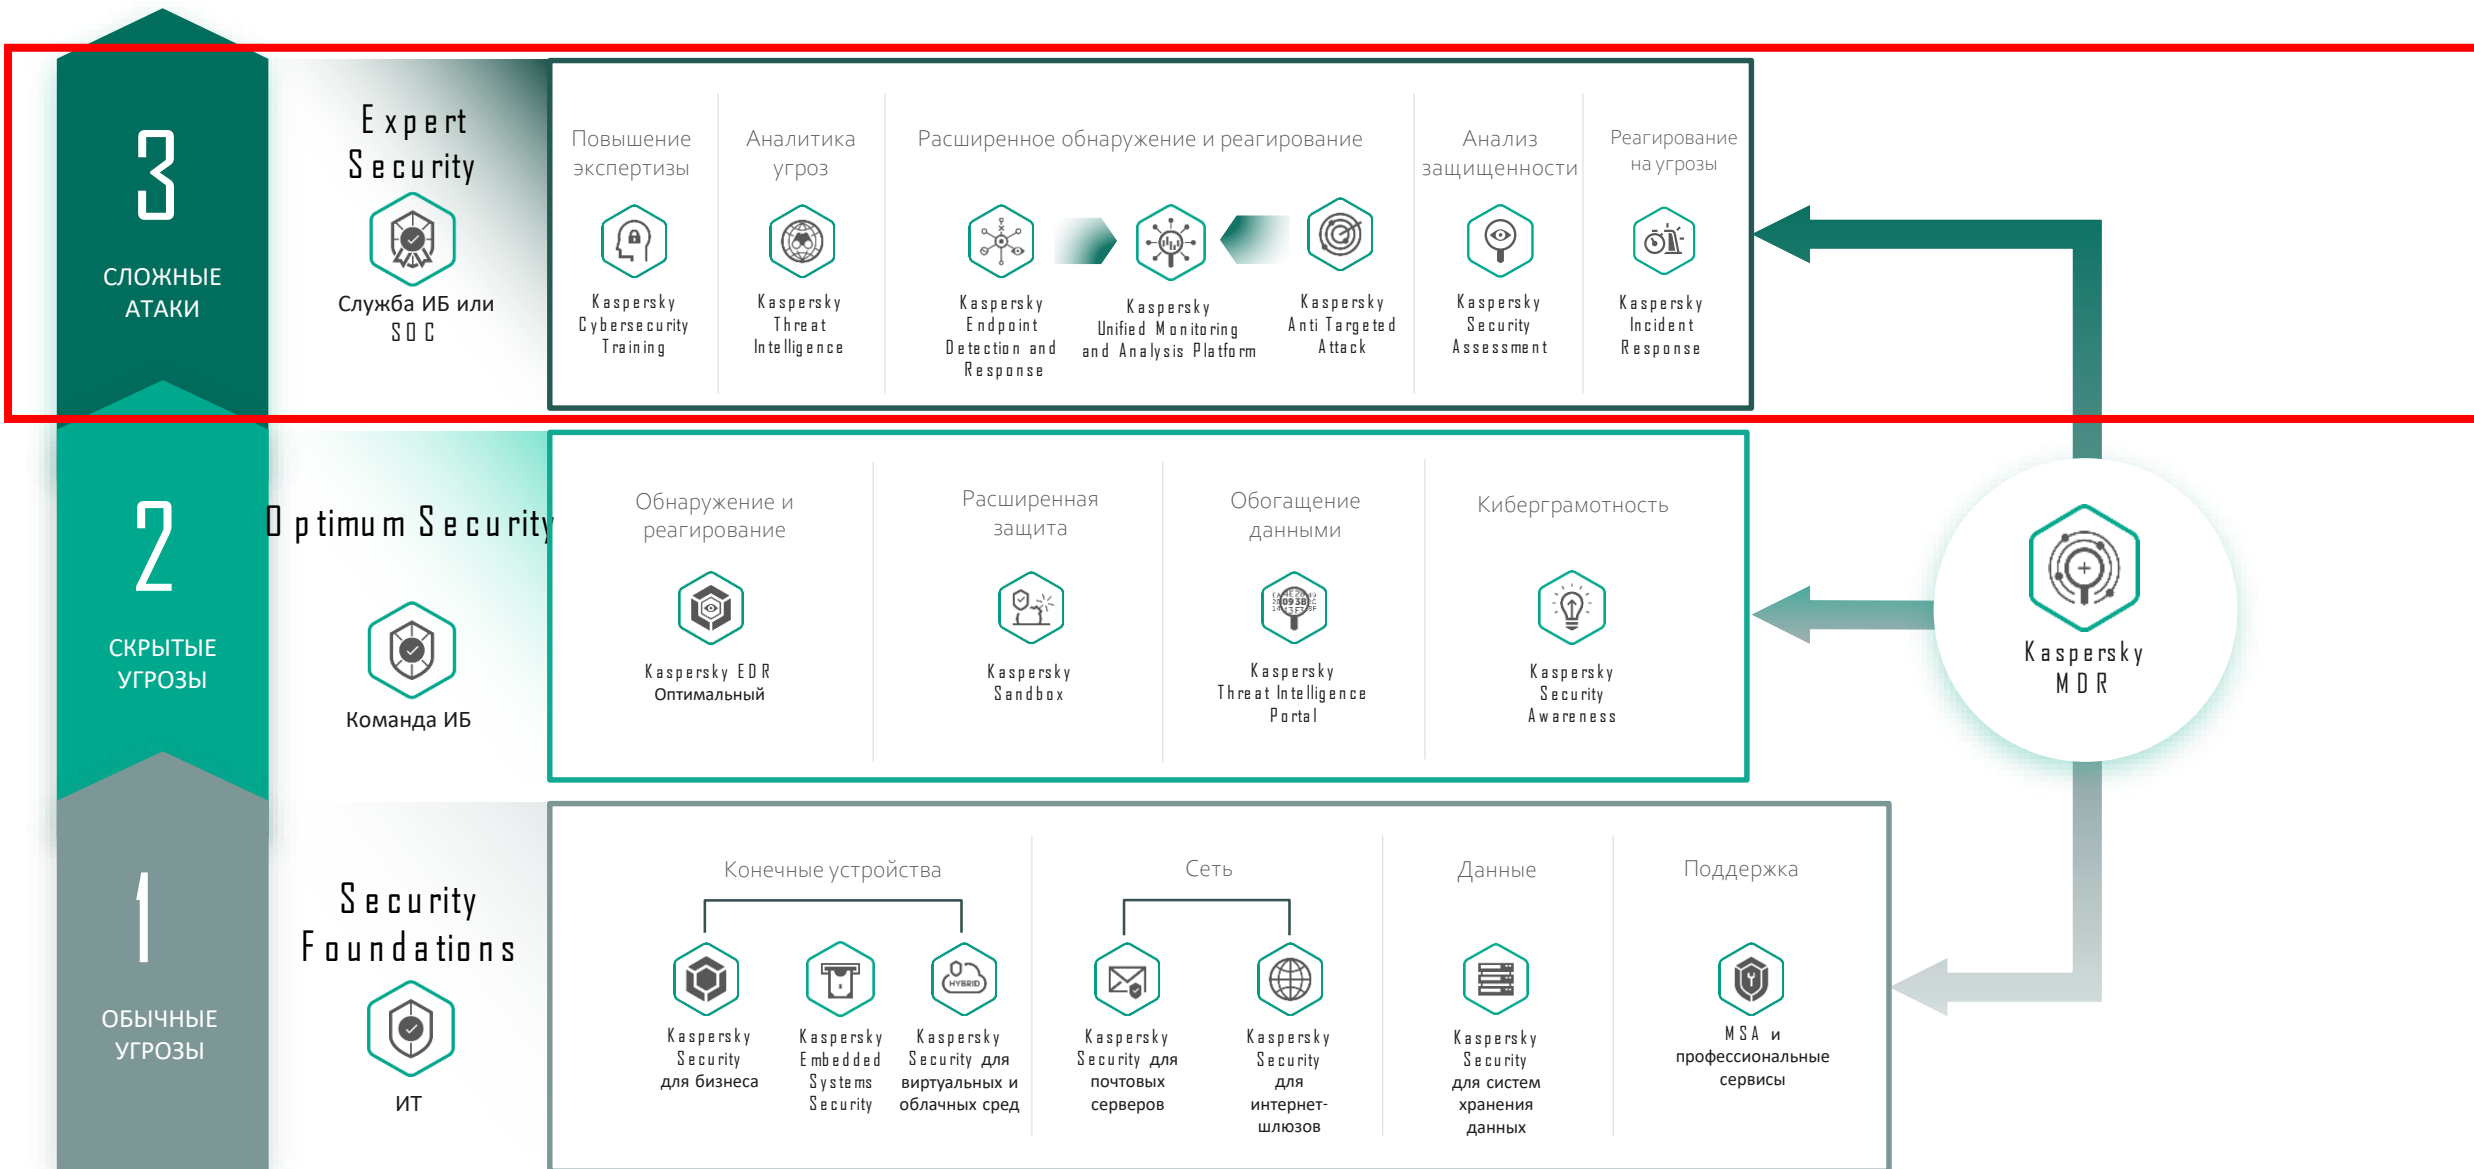 3
СЛОЖНЫЕ
АТАКИ
Expert
Security
Служба ИБ или
SOC
Повышение
экспертизы
Kaspersky
Cybersecurity
Training
Аналитика
угроз
Kaspersky
Threat
Intelligence
Расширенное обнаружение и реагирование
Kaspersky
Endpoint
Detection and
Response
Kaspersky
Unified Monitoring
and Analysis Platform
Kaspersky
Anti Targeted
Attack
Анализ
защищенности
Kaspersky
Security
Assessment
Реагирование
на угрозы
Kaspersky
Incident
Response
2
СКРЫТЫЕ
УГРОЗЫ
Optimum Security
Команда ИБ
Обнаружение и
реагирование
Kaspersky EDR
Оптимальный
Расширенная
защита
Kaspersky
Sandbox
Обогащение
данными
093B
Kaspersky
Threat Intelligence
Portal
Киберграмотность
Kaspersky
Security
Awareness
Kaspersky
MDR
1
ОБЫЧНЫЕ
УГРОЗЫ
Security
Foundations
ИТ
Конечные устройства
Kaspersky
Security
для бизнеса
Kaspersky
Embedded
Systems
Security
HYBRID
Kaspersky
Security для
виртуальных и
облачных сред
Сеть
Kaspersky
Security для
почтовых
серверов
Kaspersky
Security
для
интернет-
шлюзов
Данные
Kaspersky
Security
для систем
хранения
данных
Поддержка
MSA и
профессиональные
сервисы